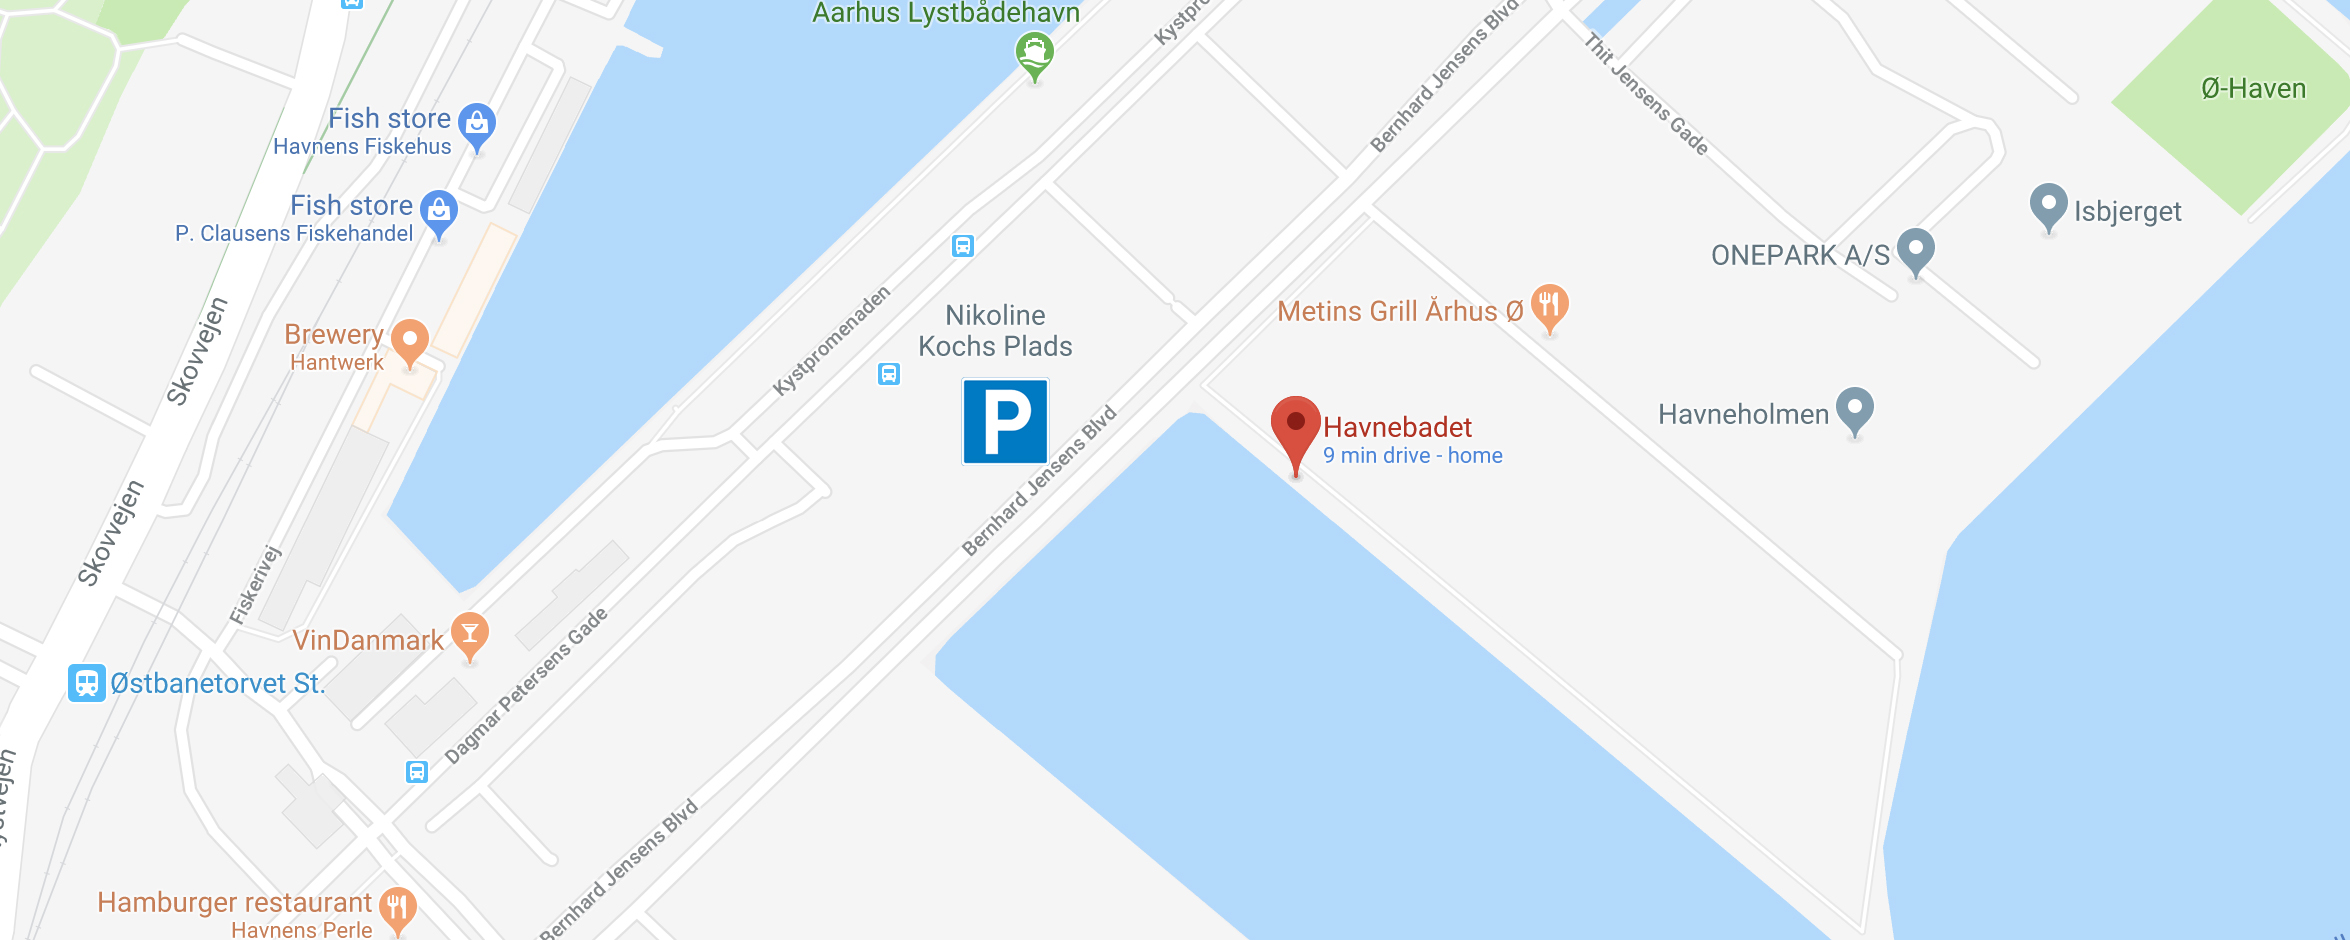 Aarhus Lystbådehavn
Kystpro
Bernhard Jensens Blvd
Thit Jensens Gade
Ø-Haven
Fish store
Havnens Fiskehus
Fish store
P. Clausens Fiskehandel
Isbjerget
ONEPARK A/S
Skovvejen
Brewery
Hantwerk
Kystpromenaden
Nikoline
Kochs Plads
Metins Grill Århus Ø
P
Havnebadet
9 min drive - home
Havneholmen
Bernhard Jensens Blvd
Skovvejen
Fiskerivej
VinDanmark
Østbanetorvet St.
Dagmar Petersens Gade
ystvejen
Bernhard Jensens Blvd
Hamburger restaurant
Havnens Perle